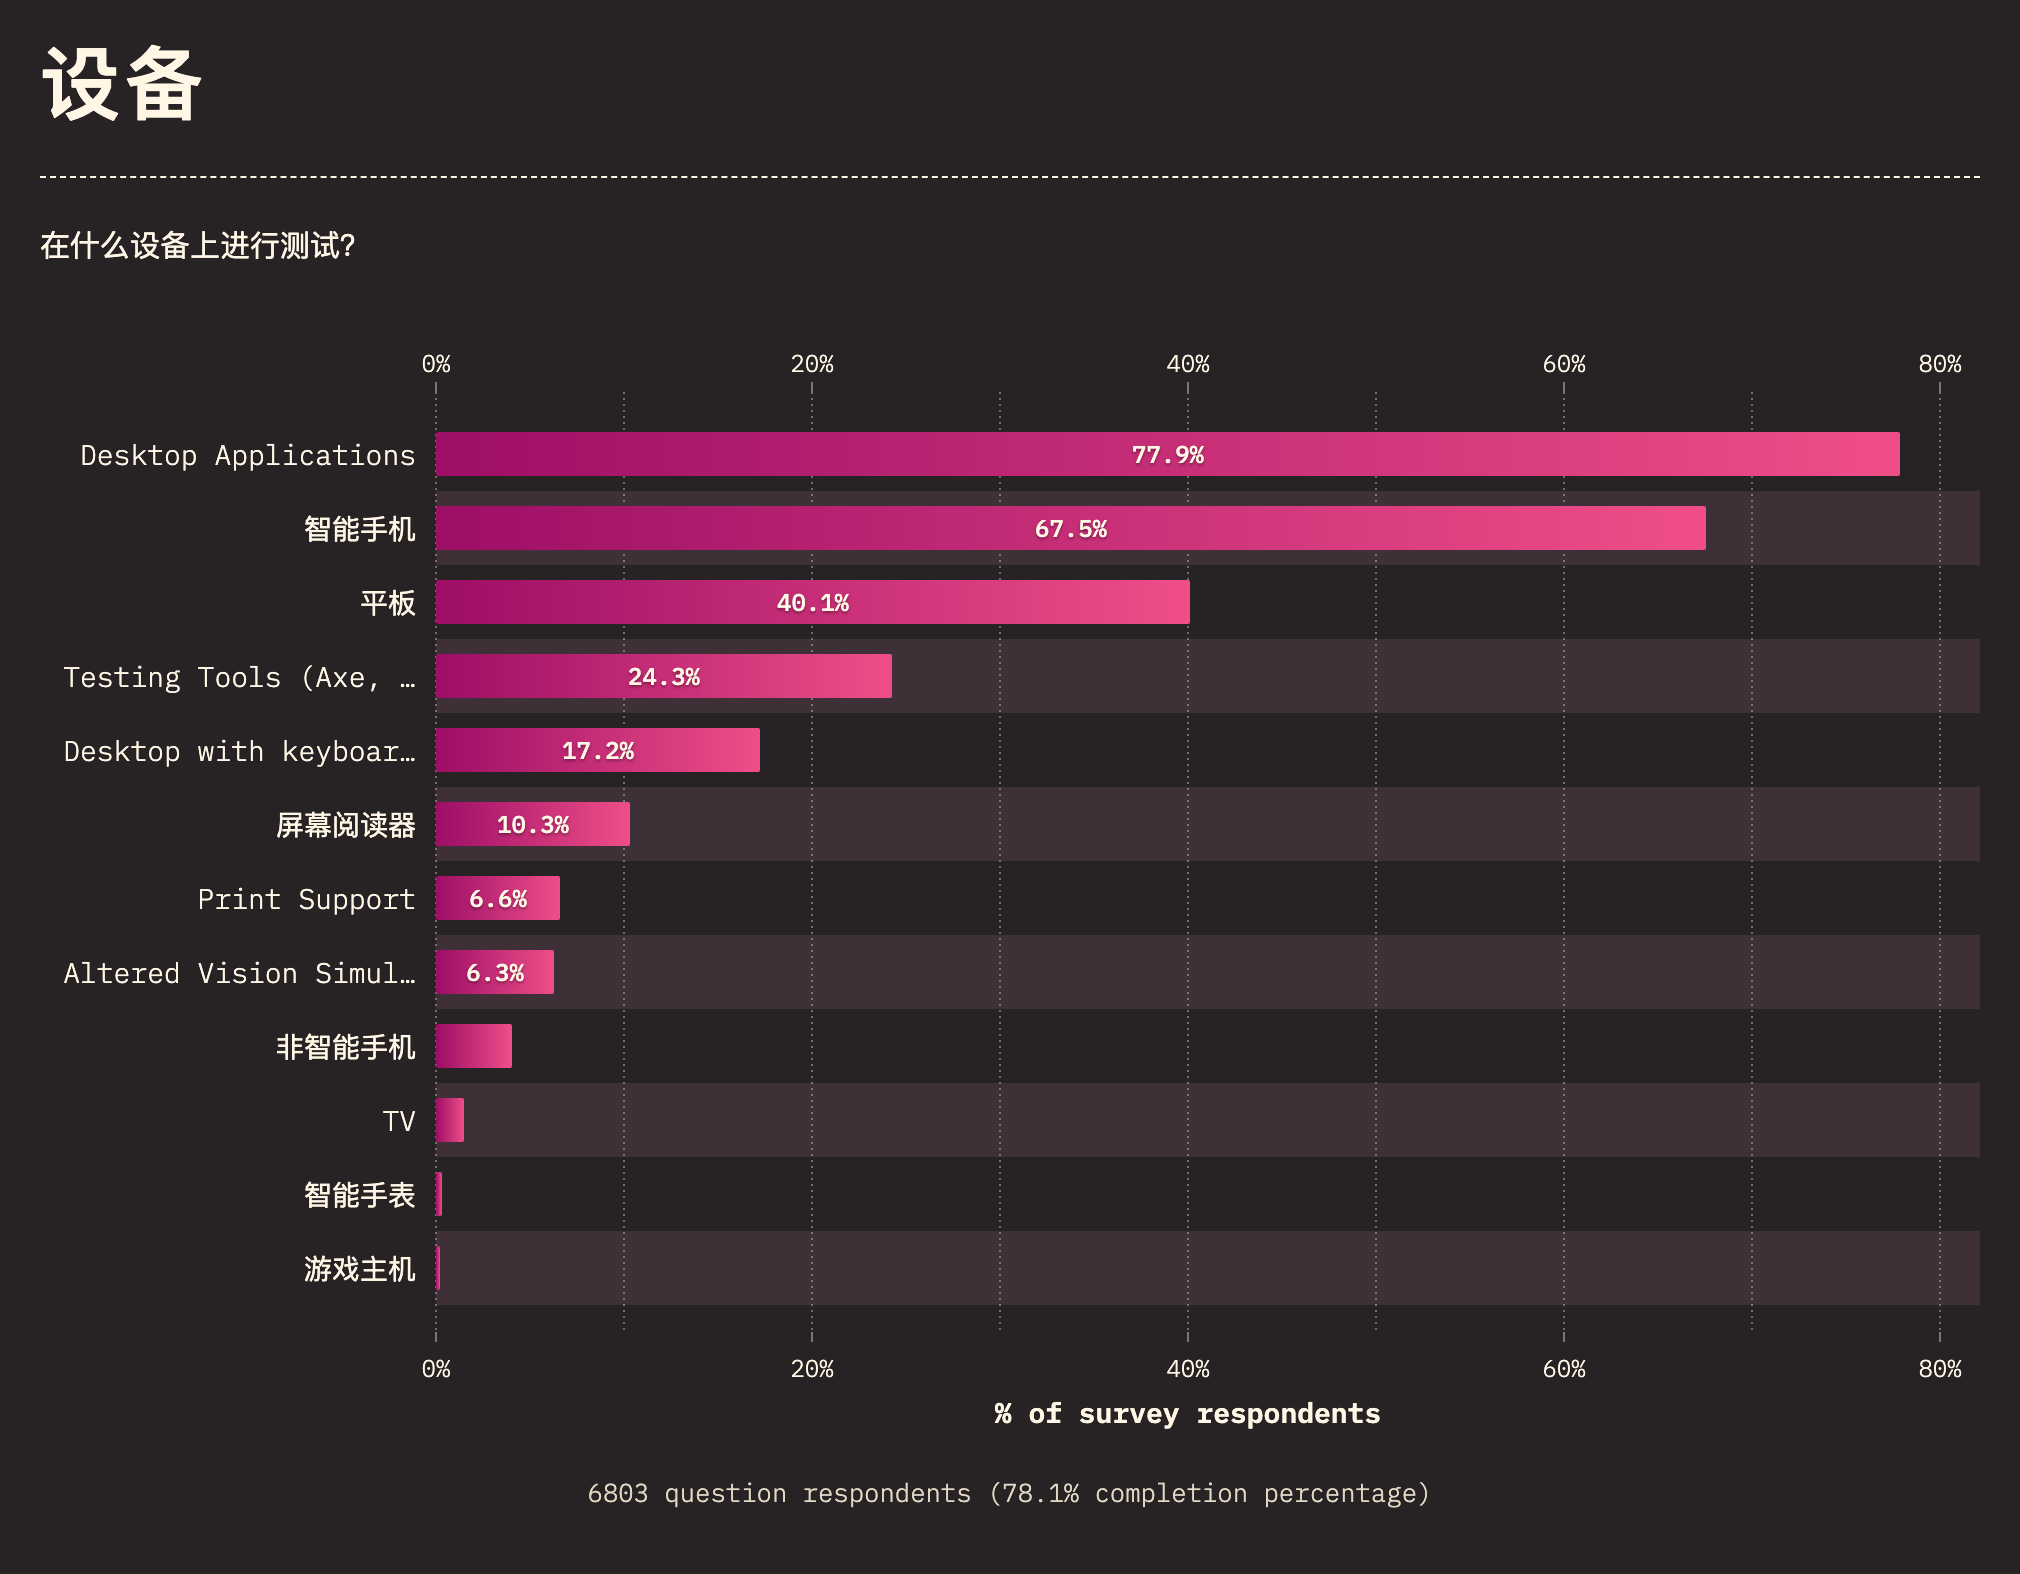 设备
在什么设备上进行测试?
0% 20% 40% 60% 80%
Desktop Applications 77.9%
智能手机 67.5%
平板 40.1%
Testing Tools (Axe, … 24.3%
Desktop with keyboar… 17.2%
屏幕阅读器 10.3%
Print Support 6.6%
Altered Vision Simul… 6.3%
非智能手机
TV
智能手表
游戏主机
0% 20% 40% 60% 80%
% of survey respondents
6803 question respondents (78.1% completion percentage)